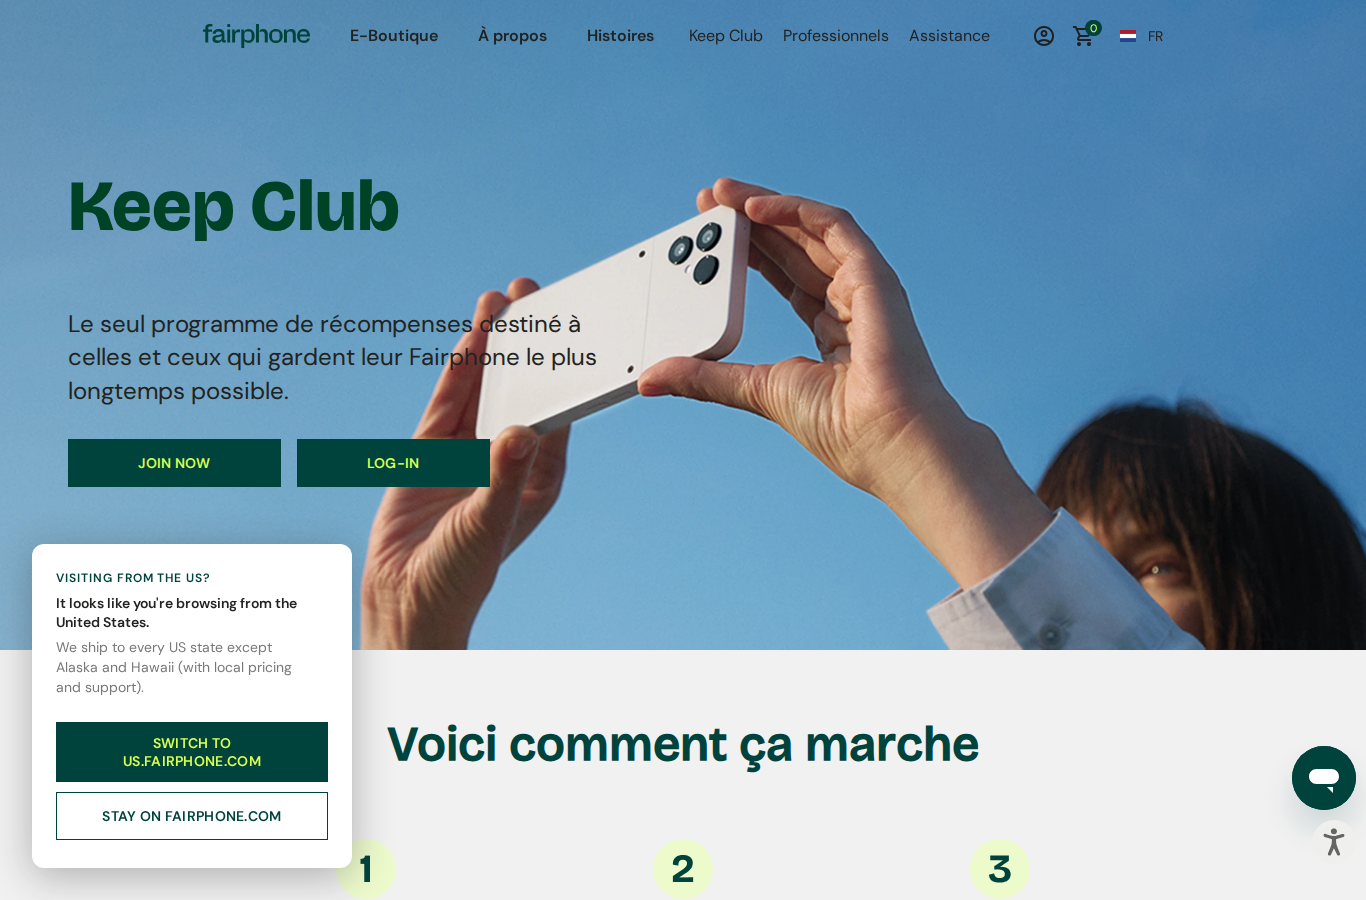 fairphone
E-Boutique
À propos
Histoires
Keep Club
Professionnels
Assistance
0
FR
Keep Club
Le seul programme de récompenses destiné à
celles et ceux qui gardent leur Fairphone le plus
longtemps possible.
JOIN NOW
LOG-IN
VISITING FROM THE US?
It looks like you're browsing from the
United States.
We ship to every US state except
Alaska and Hawaii (with local pricing
and support).
SWITCH TO
US.FAIRPHONE.COM
STAY ON FAIRPHONE.COM
Voici comment ça marche
1
2
3